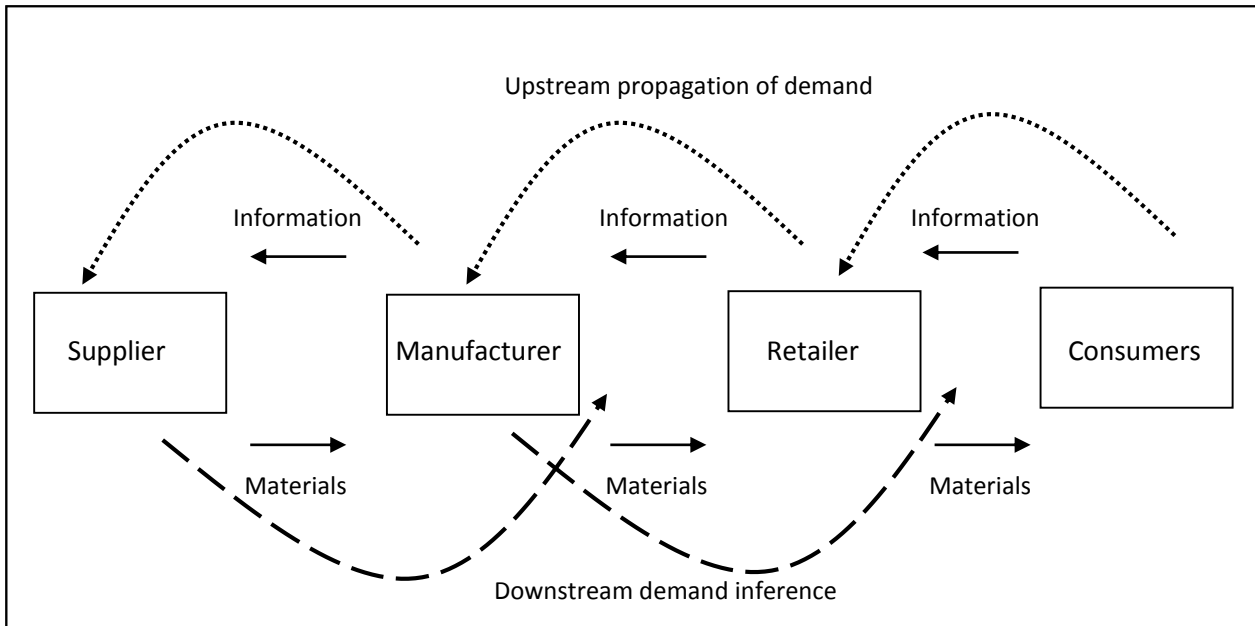 Upstream propagation of demand
Information
Information
Information
Supplier
Manufacturer
Retailer
Consumers
Materials
Materials
Materials
Downstream demand inference